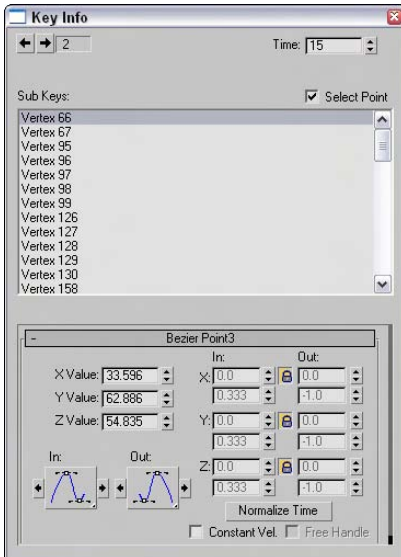 Key Info
2 Time: 15
Sub Keys: Select Point
Vertex 66
Vertex 67
Vertex 95
Vertex 96
Vertex 97
Vertex 98
Vertex 99
Vertex 126
Vertex 127
Vertex 128
Vertex 129
Vertex 130
Vertex 158
- Bezier Point3
In: Out:
X Value: 33.596 X: 0.0 0.0
0.333 -1.0
Y Value: 62.886 Y: 0.0 0.0
0.333 -1.0
Z Value: 54.835 Z: 0.0 0.0
0.333 -1.0
In: Out:
Normalize Time
Constant Vel. Free Handle